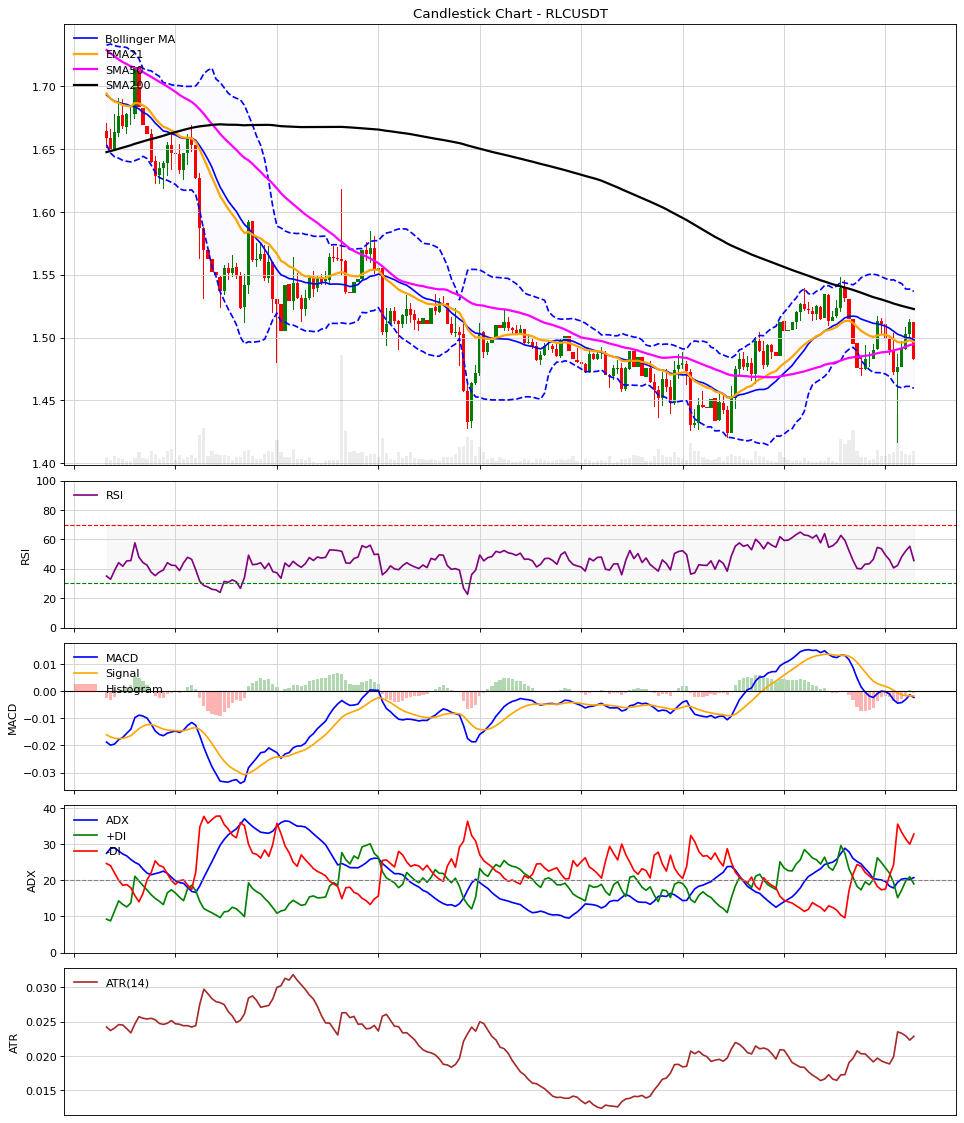 Candlestick Chart - RLCUSDT
Bollinger MA
EMA21
SMA50
SMA200
1.70
1.65
1.60
1.55
1.50
1.45
1.40
RSI
RSI
100
80
60
40
20
0
MACD
MACD
Signal
Histogram
0.01
0.00
−0.01
−0.02
−0.03
ADX
ADX
+DI
-DI
40
30
20
10
0
ATR
ATR(14)
0.030
0.025
0.020
0.015